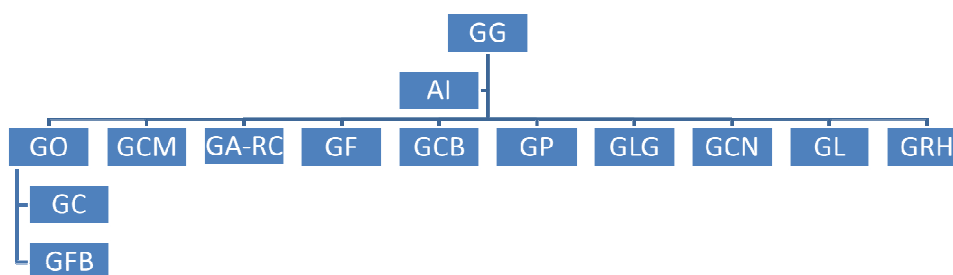 GG
AI
GO GCM GA-RC GF GCB GP GLG GCN GL GRH
GC
GFB